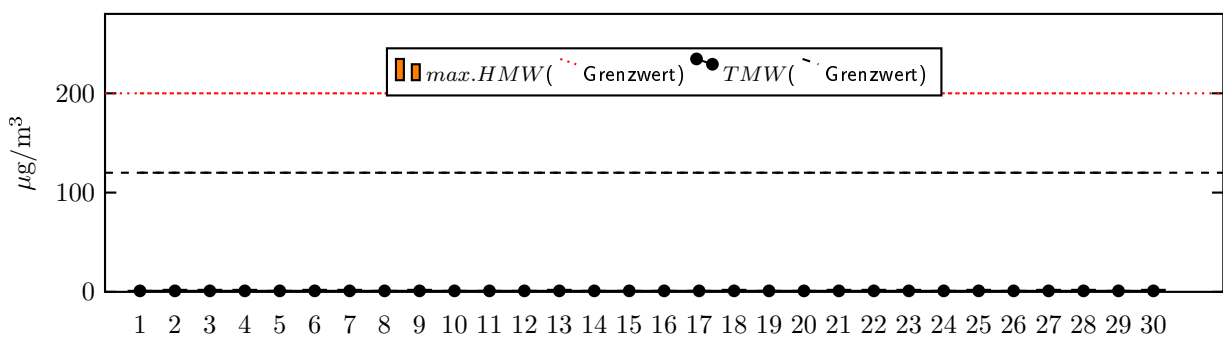 max.HMW( Grenzwert) TMW( Grenzwert)
200
µg/m³
100
0
1 2 3 4 5 6 7 8 9 10 11 12 13 14 15 16 17 18 19 20 21 22 23 24 25 26 27 28 29 30